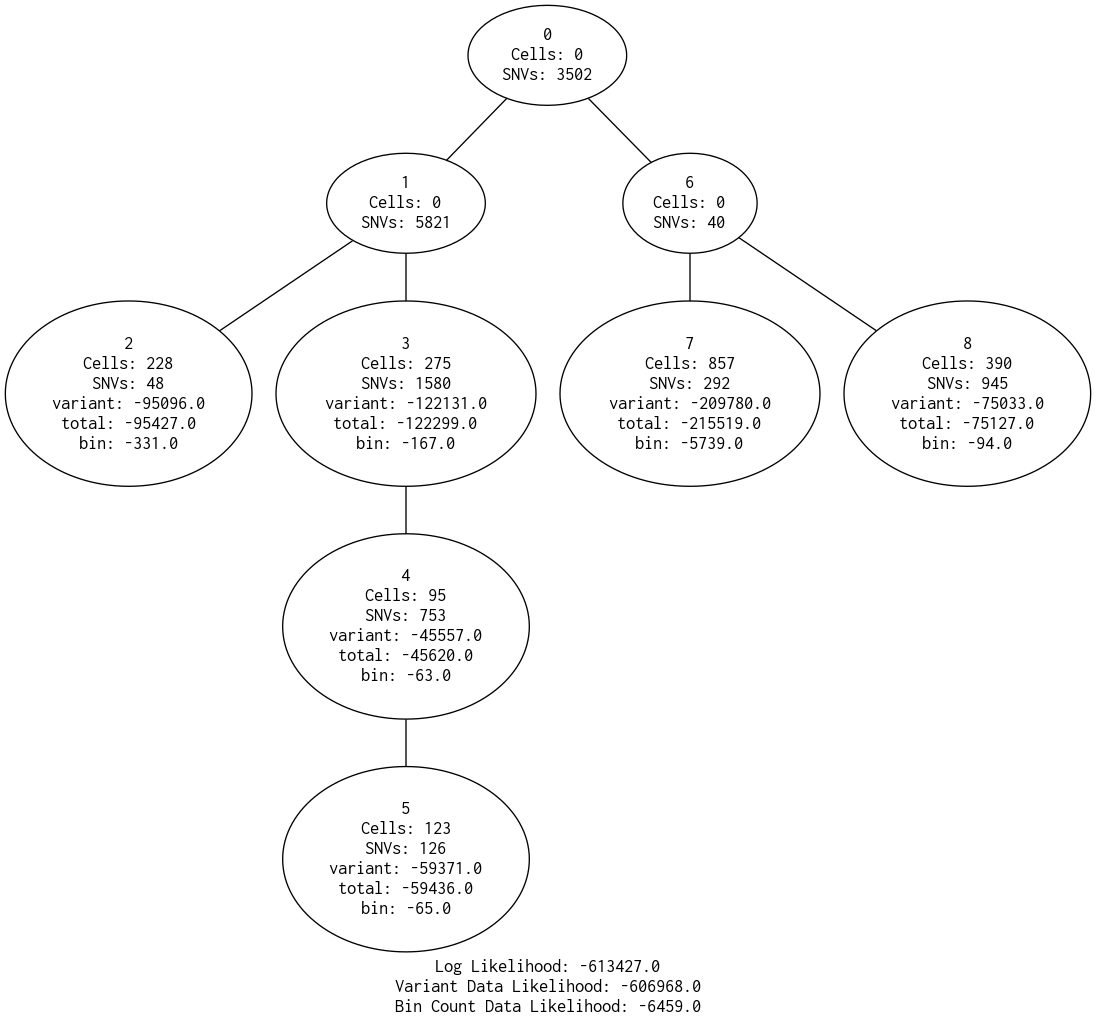 0
Cells: 0
SNVs: 3502
1
Cells: 0
SNVs: 5821
6
Cells: 0
SNVs: 40
2
Cells: 228
SNVs: 48
variant: -95096.0
total: -95427.0
bin: -331.0
3
Cells: 275
SNVs: 1580
variant: -122131.0
total: -122299.0
bin: -167.0
7
Cells: 857
SNVs: 292
variant: -209780.0
total: -215519.0
bin: -5739.0
8
Cells: 390
SNVs: 945
variant: -75033.0
total: -75127.0
bin: -94.0
4
Cells: 95
SNVs: 753
variant: -45557.0
total: -45620.0
bin: -63.0
5
Cells: 123
SNVs: 126
variant: -59371.0
total: -59436.0
bin: -65.0
Log Likelihood: -613427.0
Variant Data Likelihood: -606968.0
Bin Count Data Likelihood: -6459.0